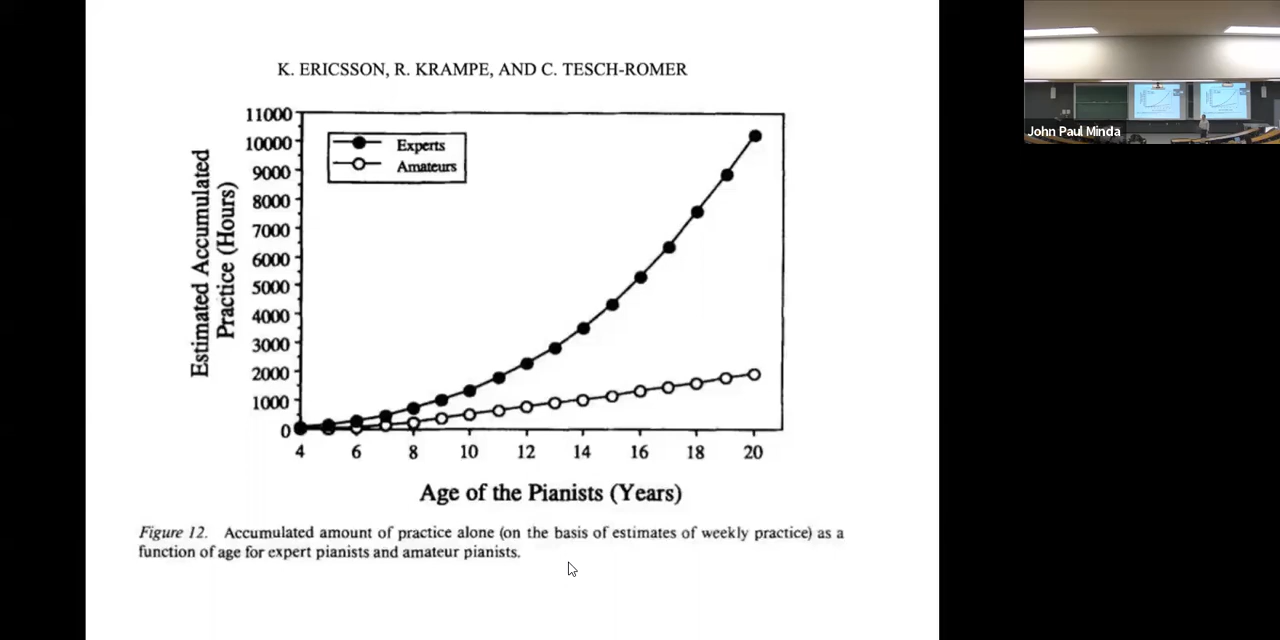 K. ERICSSON, R. KRAMPE, AND C. TESCH-ROMER
11000
10000
9000
8000
7000
6000
5000
4000
3000
2000
1000
0
Estimated Accumulated
Practice (Hours)
Experts
Amateurs
4 6 8 10 12 14 16 18 20
Age of the Pianists (Years)
Figure 12. Accumulated amount of practice alone (on the basis of estimates of weekly practice) as a
function of age for expert pianists and amateur pianists.
John Paul Minda